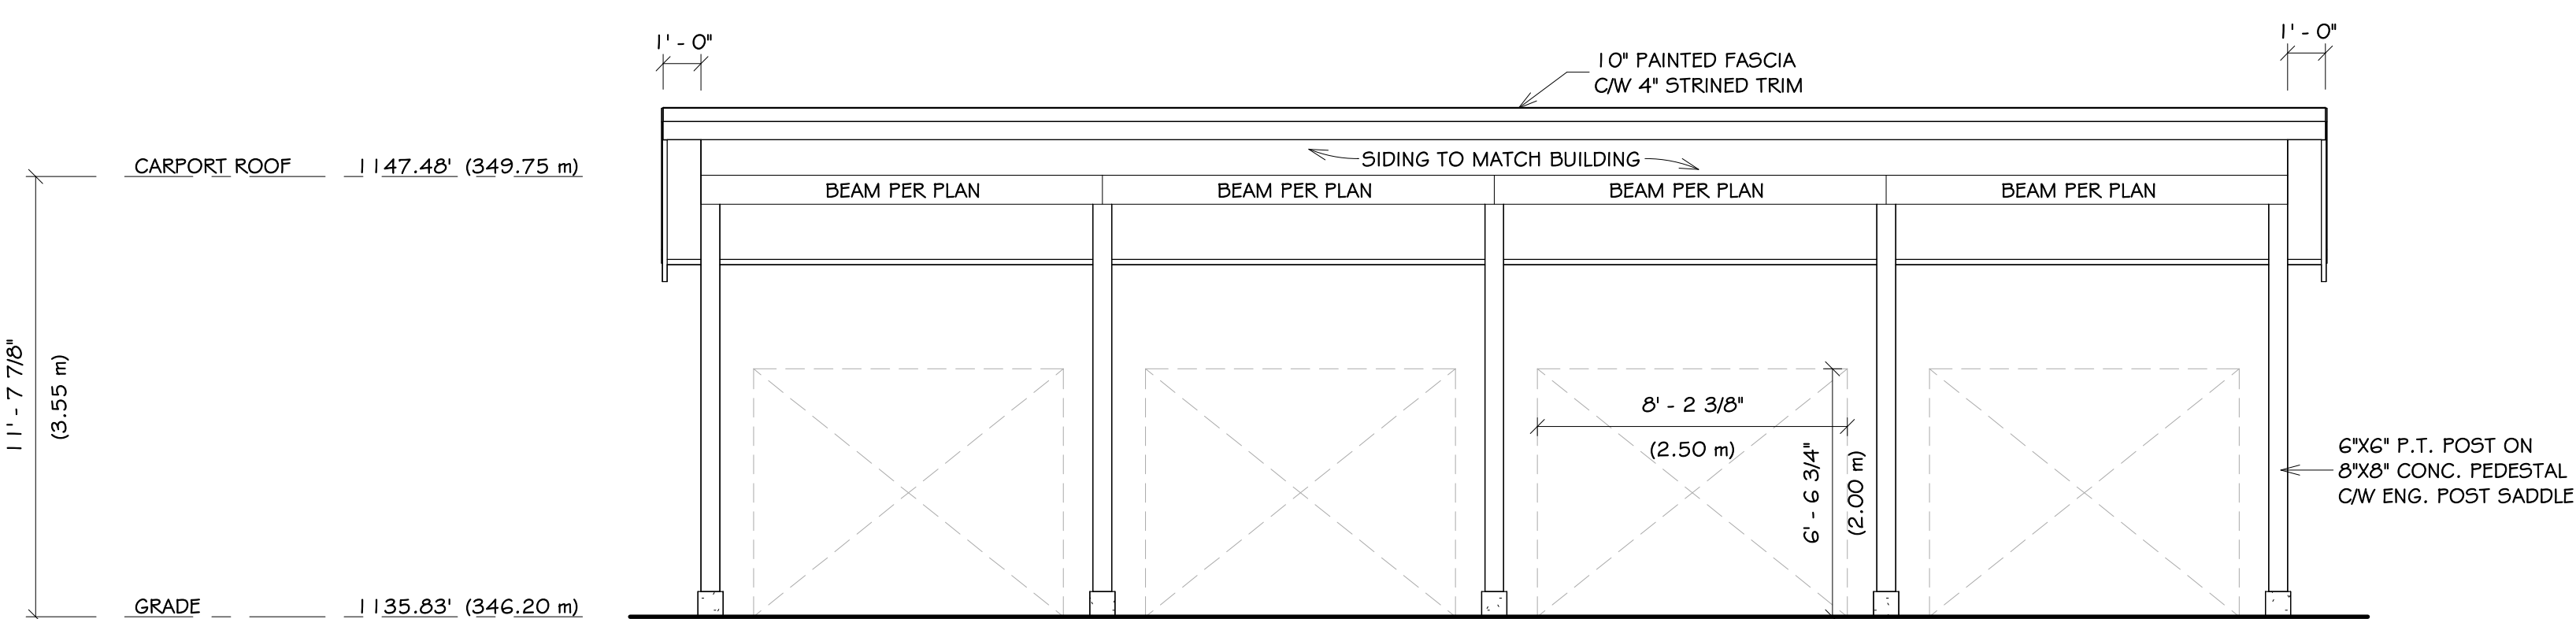 1' - 0"
1' - 0"
10" PAINTED FASCIA
C/W 4" STRINED TRIM
CARPORT ROOF 1147.48' (349.75 m)
SIDING TO MATCH BUILDING
BEAM PER PLAN
BEAM PER PLAN
BEAM PER PLAN
BEAM PER PLAN
11' - 7 7/8"
(3.55 m)
8' - 2 3/8"
(2.50 m)
6' - 6 3/4"
(2.00 m)
6"X6" P.T. POST ON
8"X8" CONC. PEDESTAL
C/W ENG. POST SADDLE
GRADE 1135.83' (346.20 m)